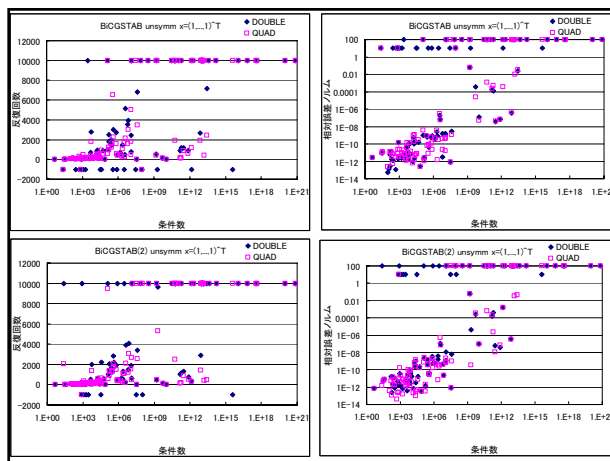 BiCGSTAB unsymm x=(1,...,1)^T
DOUBLE
QUAD
反復回数
12000
10000
8000
6000
4000
2000
0
−2000
1.E+00
1.E+03
1.E+06
1.E+09
1.E+12
1.E+15
1.E+18
1.E+21
条件数
BiCGSTAB unsymm x=(1,...,1)^T
DOUBLE
QUAD
相対誤差ノルム
100
1
0.01
0.0001
1E−06
1E−08
1E−10
1E−12
1E−14
1.E+00
1.E+03
1.E+06
1.E+09
1.E+12
1.E+15
1.E+18
1.E+2
条件数
BiCGSTAB(2) unsymm x=(1,...,1)^T
DOUBLE
QUAD
反復回数
12000
10000
8000
6000
4000
2000
0
−2000
1.E+00
1.E+03
1.E+06
1.E+09
1.E+12
1.E+15
1.E+18
1.E+21
条件数
BiCGSTAB(2) unsymm x=(1,...,1)^T
DOUBLE
QUAD
相対誤差ノルム
100
1
0.01
0.0001
1E−06
1E−08
1E−10
1E−12
1E−14
1.E+00
1.E+03
1.E+06
1.E+09
1.E+12
1.E+15
1.E+18
1.E+2
条件数